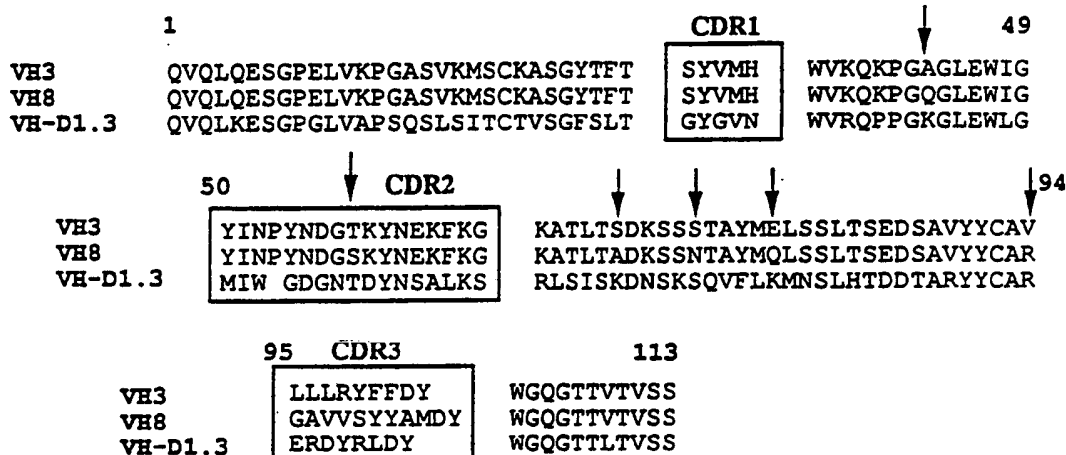 1 CDR1 49
VH3 QVQLQESGPELVKPGASVKMSCKASGYTFT SYVMH WVKQKPGAGLEWIG
VH8 QVQLQESGPELVKPGASVKMSCKASGYTFT SYVMH WVKQKPGQGLEWIG
VH-D1.3 QVQLKESGPGLVAPSQSLSITCTVSGFSLT GYGVN WVRQPPGKGLEWLG
50 CDR2 94
VH3 YINPYNDGTKYNEKFKG KATLTSDKSSSTAYMELSSLTSEDSAVYYCAV
VH8 YINPYNDGSKYNEKFKG KATLTADKSSNTAYMQLSSLTSEDSAVYYCAR
VH-D1.3 MIW GDGNTDYNSALKS RLSISKDNSKSQVFLKMNSLHTDDTARYYCAR
95 CDR3 113
VH3 LLLRYFFDY WGQGTTVTVSS
VH8 GAVVSYYAMDY WGQGTTVTVSS
VH-D1.3 ERDYRLDY WGQGTTLTVSS